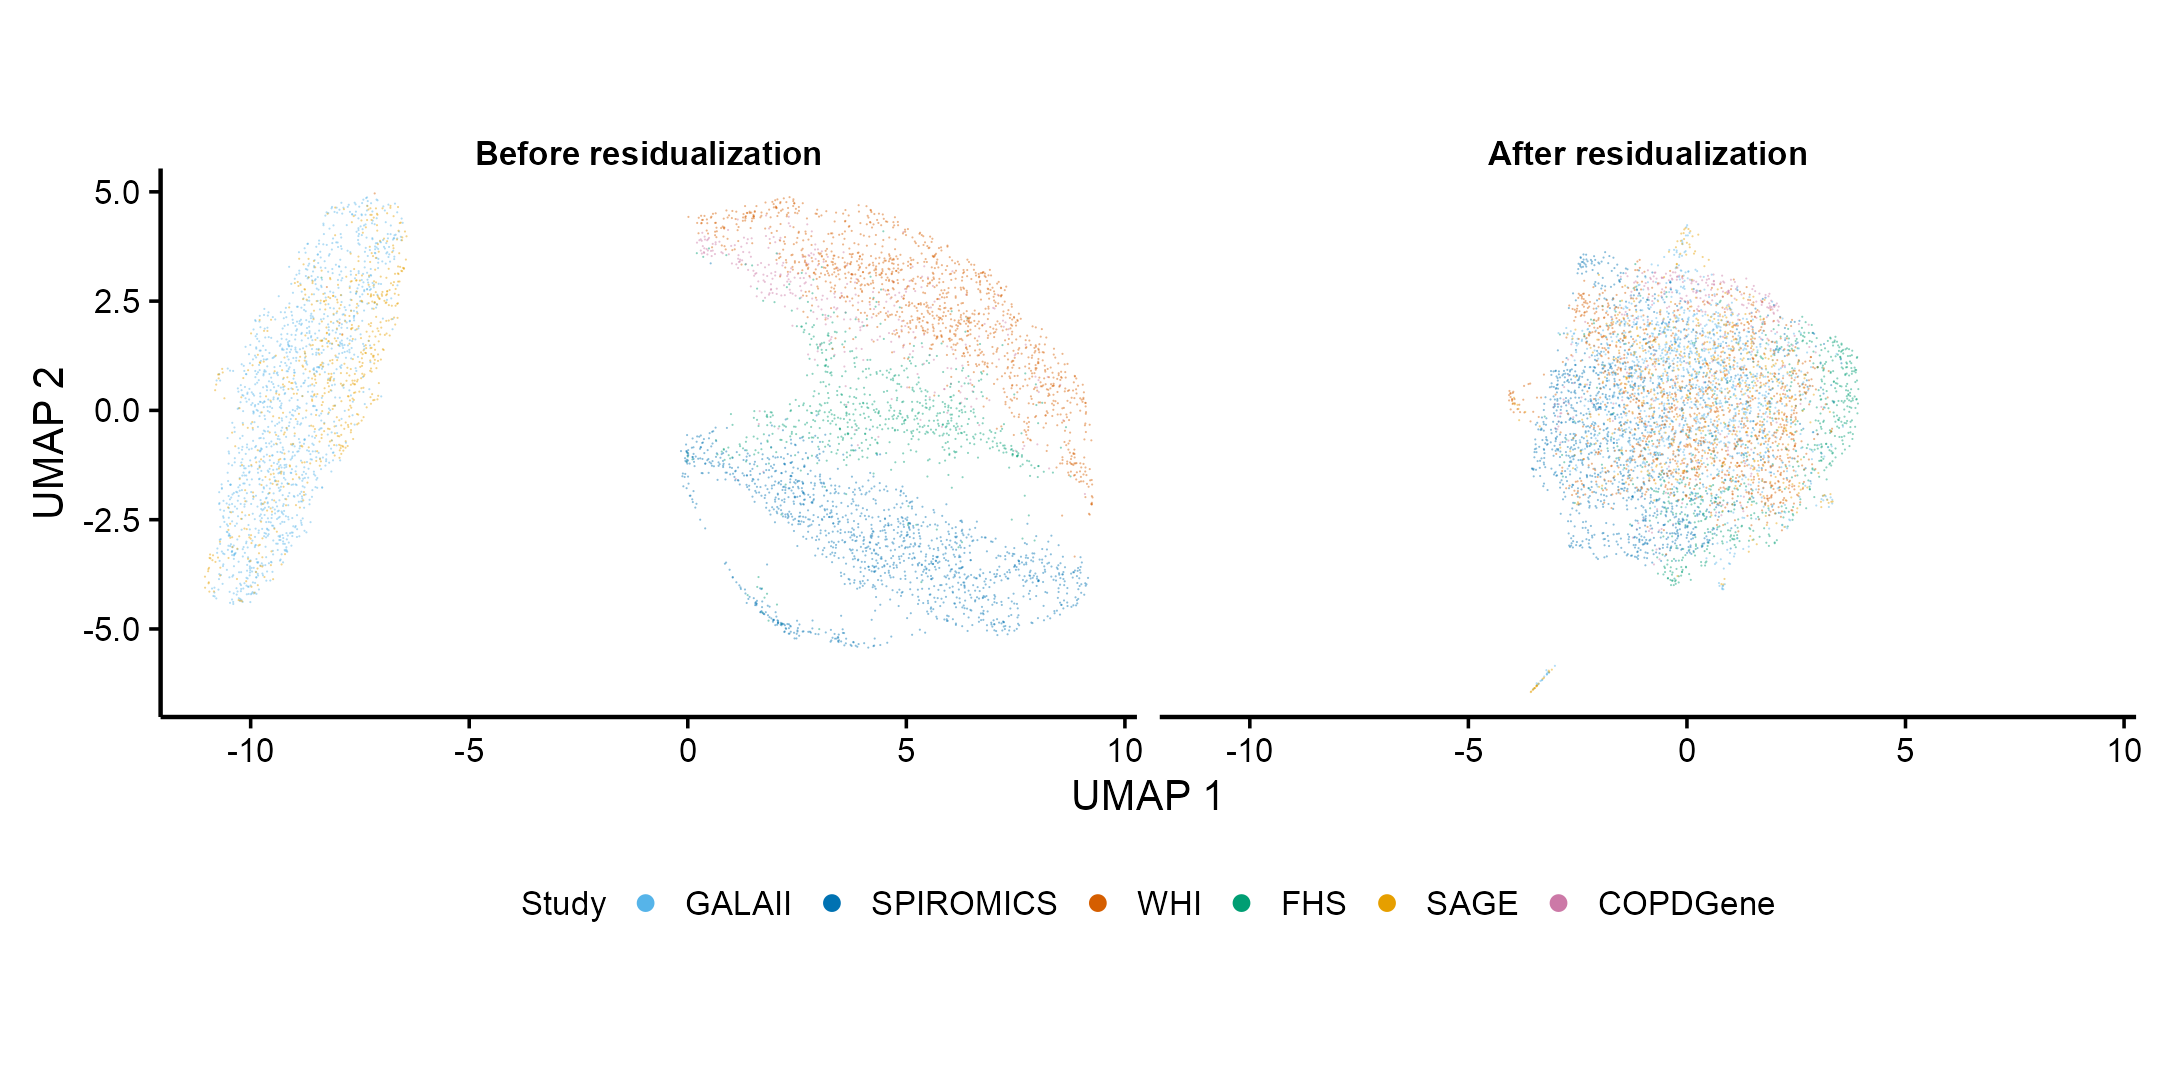 Before residualization
After residualization
UMAP 2
5.0
2.5
0.0
-2.5
-5.0
-10 -5 0 5 10
-10 -5 0 5 10
UMAP 1
Study GALAII SPIROMICS WHI FHS SAGE COPDGene